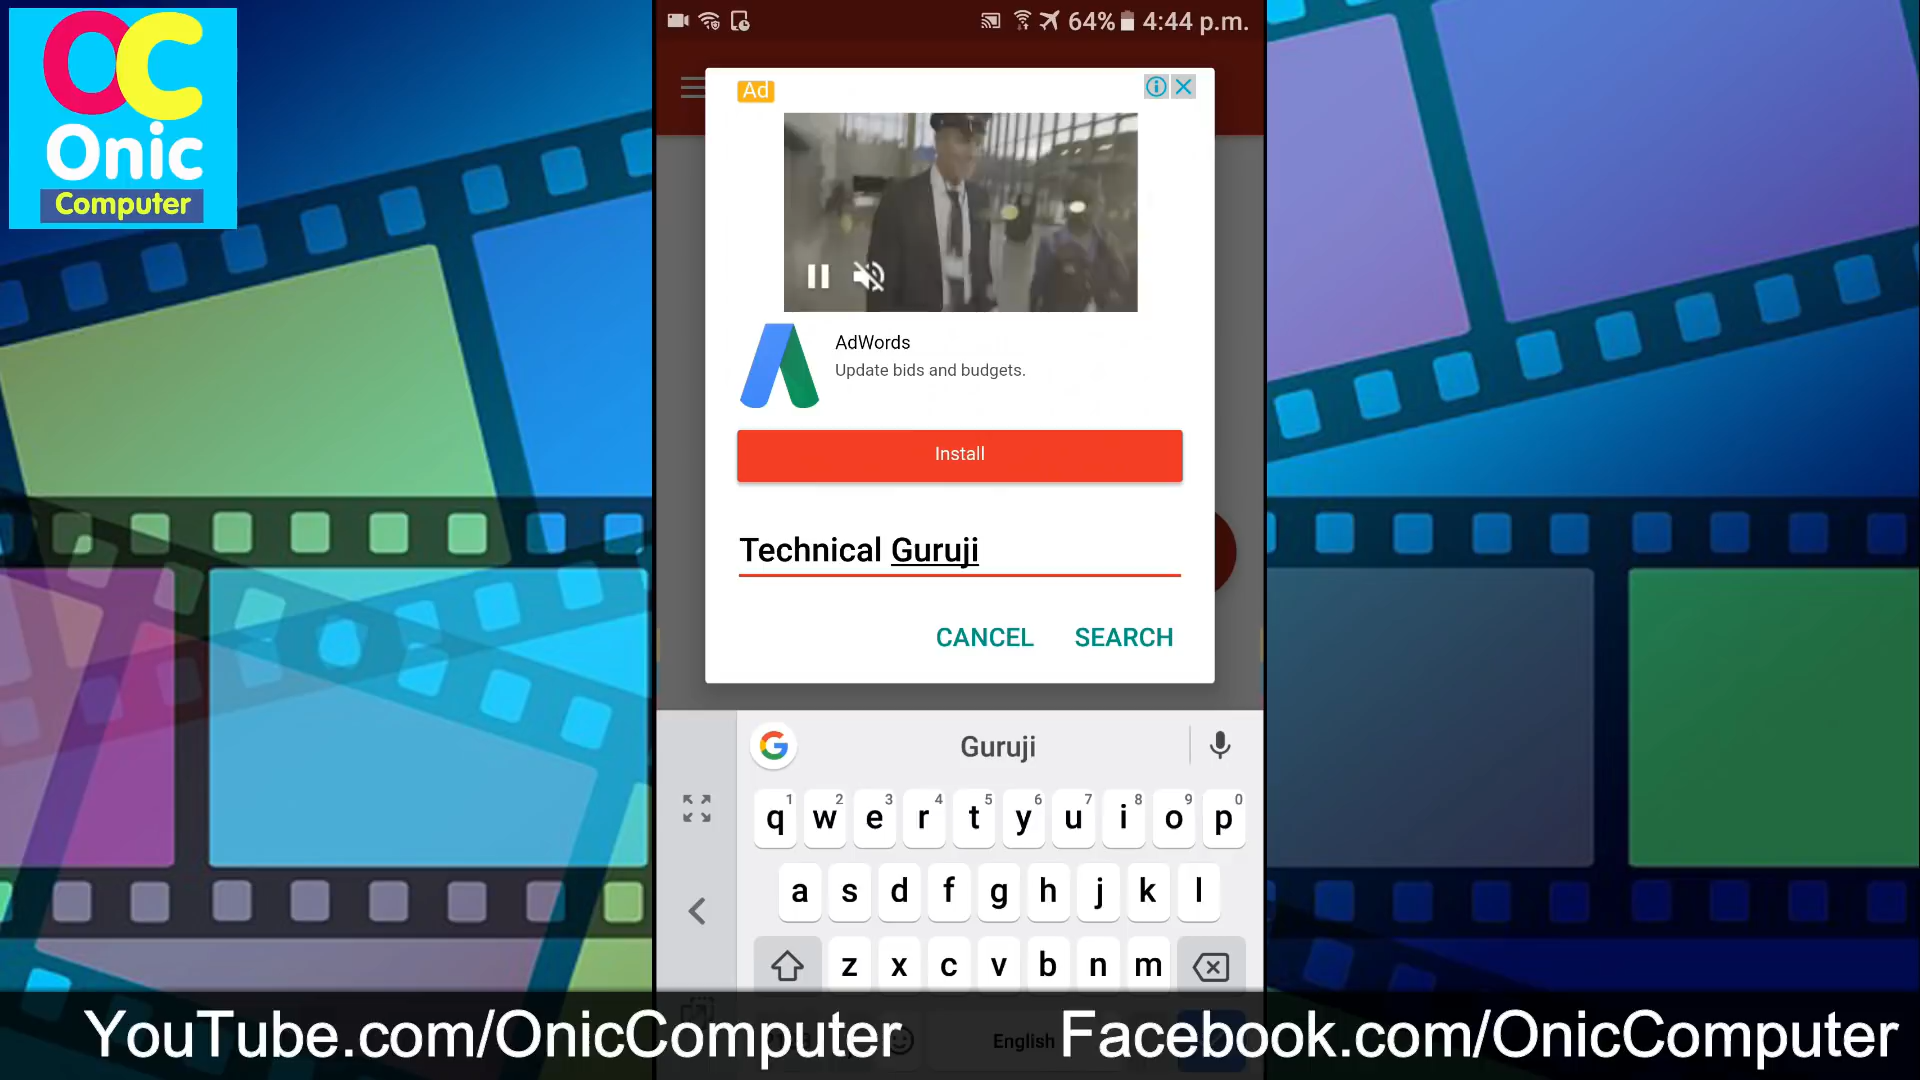 OC
Onic
Computer
64% 4:44 p.m.
Ad
AdWords
Update bids and budgets.
Install
Technical Guruji
CANCEL SEARCH
G Guruji
1 2 3 4 5 6 7 8 9 0
q w e r t y u i o p
a s d f g h j k l
z x c v b n m
English
YouTube.com/OnicComputer Facebook.com/OnicComputer